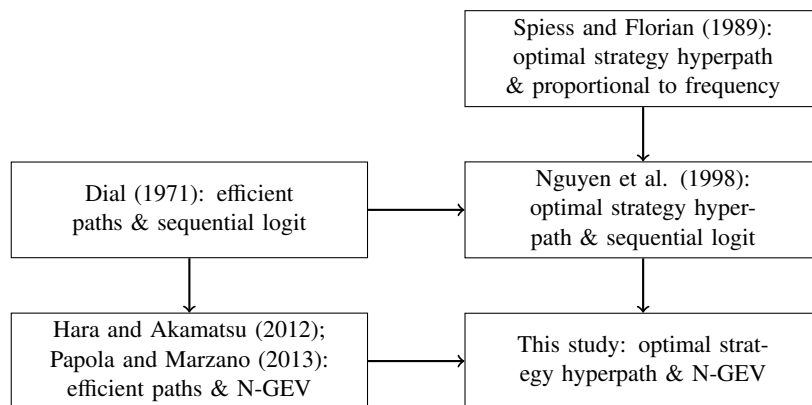 Spiess and Florian (1989):
optimal strategy hyperpath
& proportional to frequency
Dial (1971): efficient
paths & sequential logit
Nguyen et al. (1998):
optimal strategy hyper-
path & sequential logit
Hara and Akamatsu (2012);
Papola and Marzano (2013):
efficient paths & N-GEV
This study: optimal strat-
egy hyperpath & N-GEV